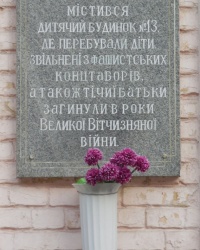 МІСТИВСЯ
ДИТЯЧИЙ БУДИНОК №13,
ДЕ ПЕРЕБУВАЛИ ДІТИ,
ЗВІЛЬНЕНІ З ФАШИСТСЬКИХ
КОНЦТАБОРІВ,
А ТАКОЖ ТІ, ЧИЇ БАТЬКИ
ЗАГИНУЛИ В РОКИ
ВЕЛИКОЇ ВІТЧИЗНЯНОЇ
ВІЙНИ.